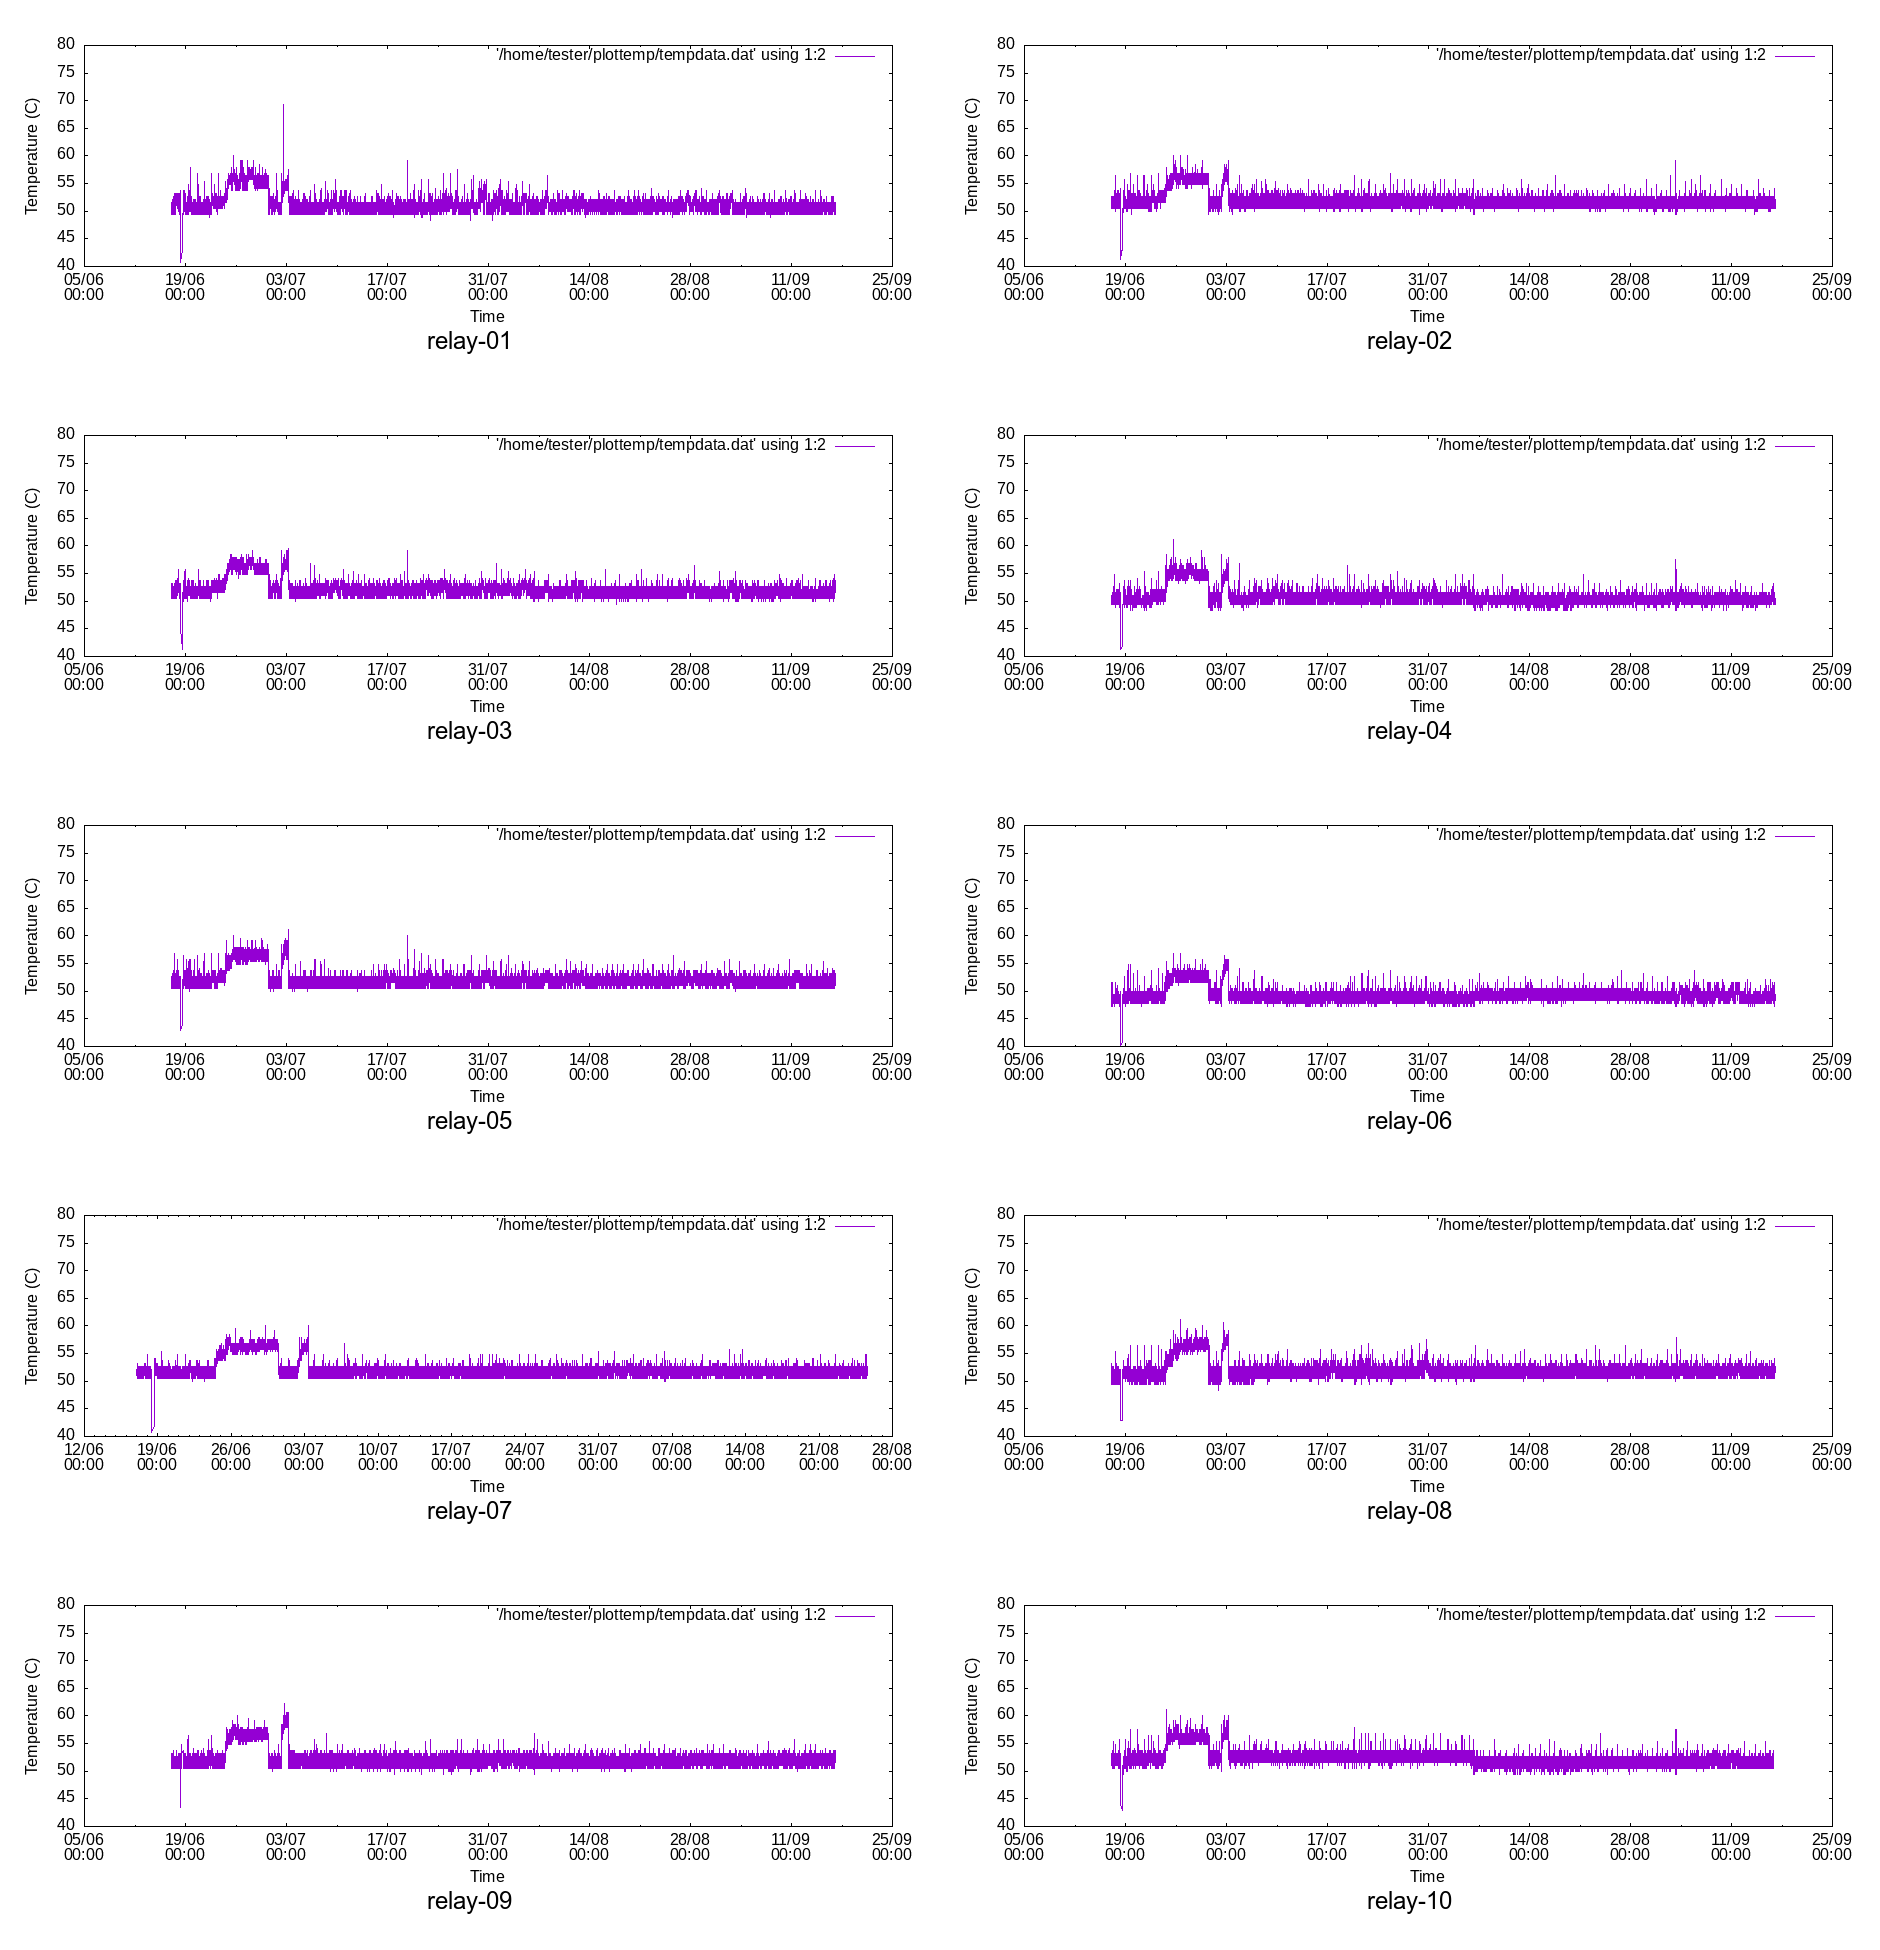 80 '/home/tester/plottemp/tempdata.dat' using 1:2
75
70
65
60
55
50
45
40
Temperature (C)
05/06 19/06 03/07 17/07 31/07 14/08 28/08 11/09 25/09
00:00 00:00 00:00 00:00 00:00 00:00 00:00 00:00 00:00
Time
relay-01
80 '/home/tester/plottemp/tempdata.dat' using 1:2
75
70
65
60
55
50
45
40
Temperature (C)
05/06 19/06 03/07 17/07 31/07 14/08 28/08 11/09 25/09
00:00 00:00 00:00 00:00 00:00 00:00 00:00 00:00 00:00
Time
relay-02
80 '/home/tester/plottemp/tempdata.dat' using 1:2
75
70
65
60
55
50
45
40
Temperature (C)
05/06 19/06 03/07 17/07 31/07 14/08 28/08 11/09 25/09
00:00 00:00 00:00 00:00 00:00 00:00 00:00 00:00 00:00
Time
relay-03
80 '/home/tester/plottemp/tempdata.dat' using 1:2
75
70
65
60
55
50
45
40
Temperature (C)
05/06 19/06 03/07 17/07 31/07 14/08 28/08 11/09 25/09
00:00 00:00 00:00 00:00 00:00 00:00 00:00 00:00 00:00
Time
relay-04
80 '/home/tester/plottemp/tempdata.dat' using 1:2
75
70
65
60
55
50
45
40
Temperature (C)
05/06 19/06 03/07 17/07 31/07 14/08 28/08 11/09 25/09
00:00 00:00 00:00 00:00 00:00 00:00 00:00 00:00 00:00
Time
relay-05
80 '/home/tester/plottemp/tempdata.dat' using 1:2
75
70
65
60
55
50
45
40
Temperature (C)
05/06 19/06 03/07 17/07 31/07 14/08 28/08 11/09 25/09
00:00 00:00 00:00 00:00 00:00 00:00 00:00 00:00 00:00
Time
relay-06
80 '/home/tester/plottemp/tempdata.dat' using 1:2
75
70
65
60
55
50
45
40
Temperature (C)
12/06 19/06 26/06 03/07 10/07 17/07 24/07 31/07 07/08 14/08 21/08 28/08
00:00 00:00 00:00 00:00 00:00 00:00 00:00 00:00 00:00 00:00 00:00 00:00
Time
relay-07
80 '/home/tester/plottemp/tempdata.dat' using 1:2
75
70
65
60
55
50
45
40
Temperature (C)
05/06 19/06 03/07 17/07 31/07 14/08 28/08 11/09 25/09
00:00 00:00 00:00 00:00 00:00 00:00 00:00 00:00 00:00
Time
relay-08
80 '/home/tester/plottemp/tempdata.dat' using 1:2
75
70
65
60
55
50
45
40
Temperature (C)
05/06 19/06 03/07 17/07 31/07 14/08 28/08 11/09 25/09
00:00 00:00 00:00 00:00 00:00 00:00 00:00 00:00 00:00
Time
relay-09
80 '/home/tester/plottemp/tempdata.dat' using 1:2
75
70
65
60
55
50
45
40
Temperature (C)
05/06 19/06 03/07 17/07 31/07 14/08 28/08 11/09 25/09
00:00 00:00 00:00 00:00 00:00 00:00 00:00 00:00 00:00
Time
relay-10